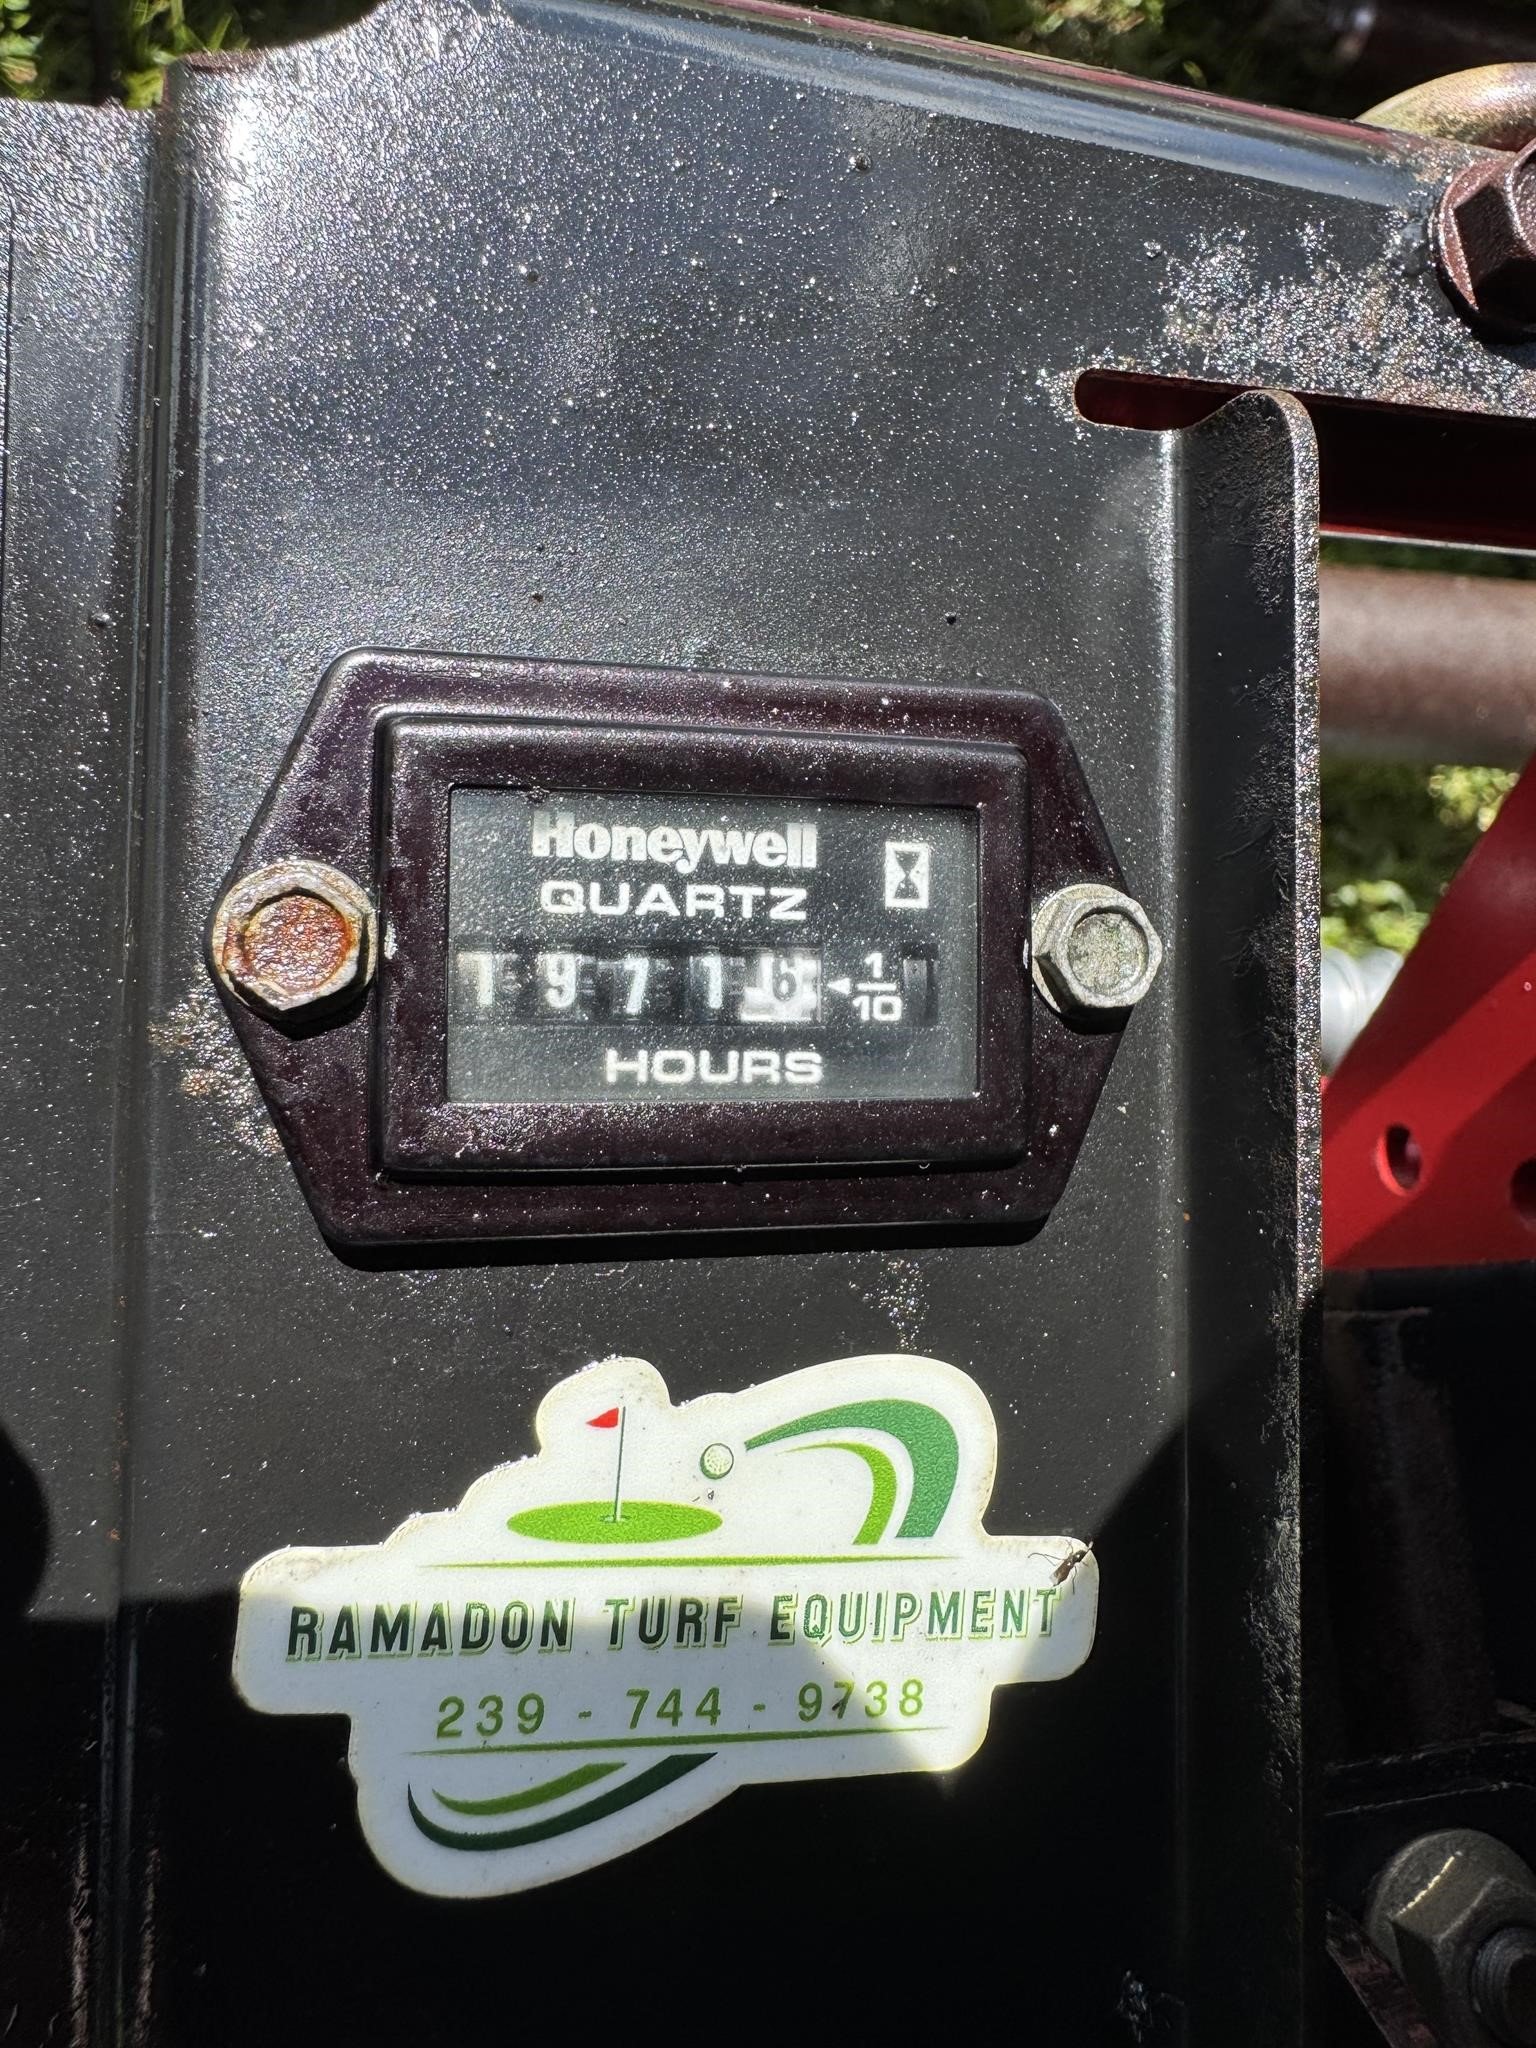 Honeywell
QUARTZ
1 9 7 1 6 1/10
HOURS
RAMADON TURF EQUIPMENT
239 - 744 - 9738